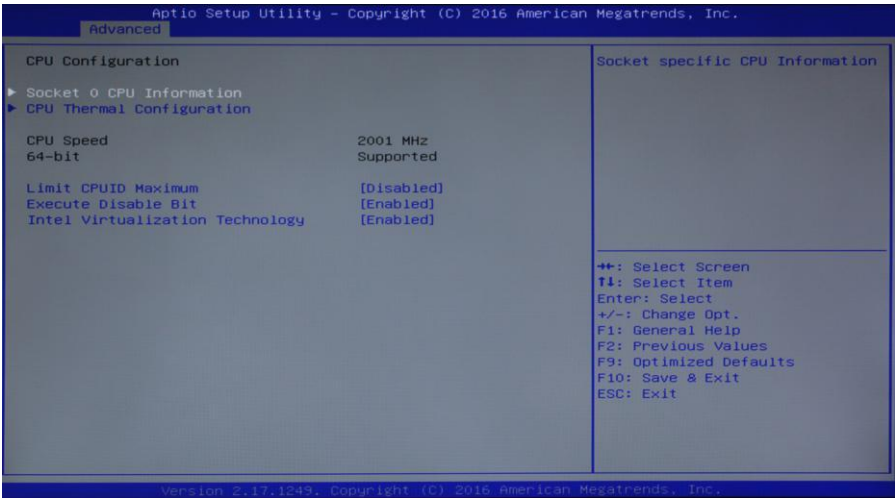 Aptio Setup Utility – Copyright (C) 2016 American Megatrends, Inc.
Advanced
CPU Configuration
Socket 0 CPU Information
CPU Thermal Configuration
CPU Speed 2001 MHz
64-bit Supported
Limit CPUID Maximum [Disabled]
Execute Disable Bit [Enabled]
Intel Virtualization Technology [Enabled]
Socket specific CPU Information
→←: Select Screen
↑↓: Select Item
Enter: Select
+/-: Change Opt.
F1: General Help
F2: Previous Values
F9: Optimized Defaults
F10: Save & Exit
ESC: Exit
Version 2.17.1249. Copyright (C) 2016 American Megatrends, Inc.